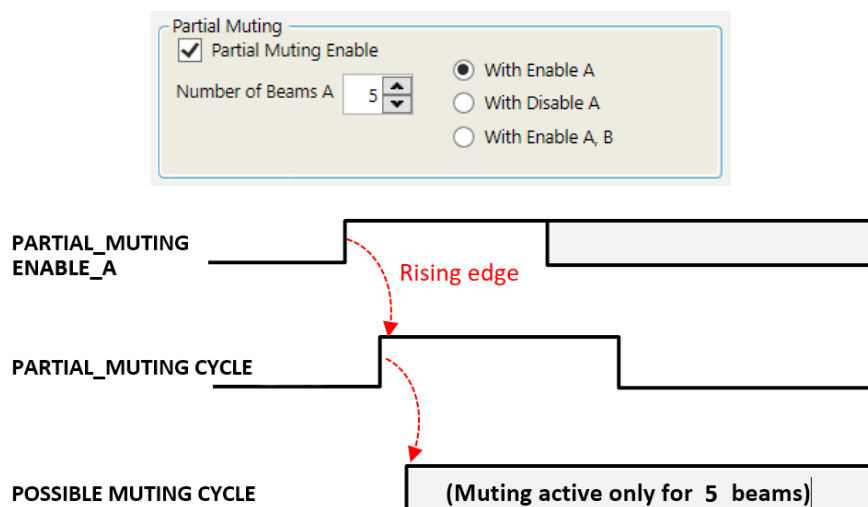 Partial Muting
Partial Muting Enable
Number of Beams A 5
With Enable A
With Disable A
With Enable A, B
PARTIAL_MUTING
ENABLE_A
Rising edge
PARTIAL_MUTING CYCLE
POSSIBLE MUTING CYCLE
(Muting active only for 5 beams)